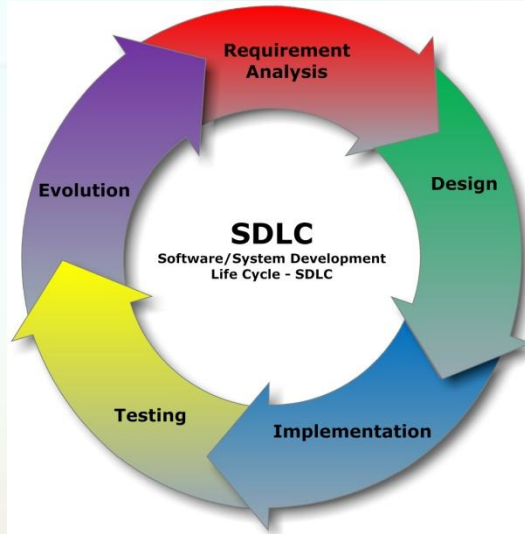 Requirement
Analysis
Design
Evolution
SDLC
Software/System Development
Life Cycle - SDLC
Testing
Implementation